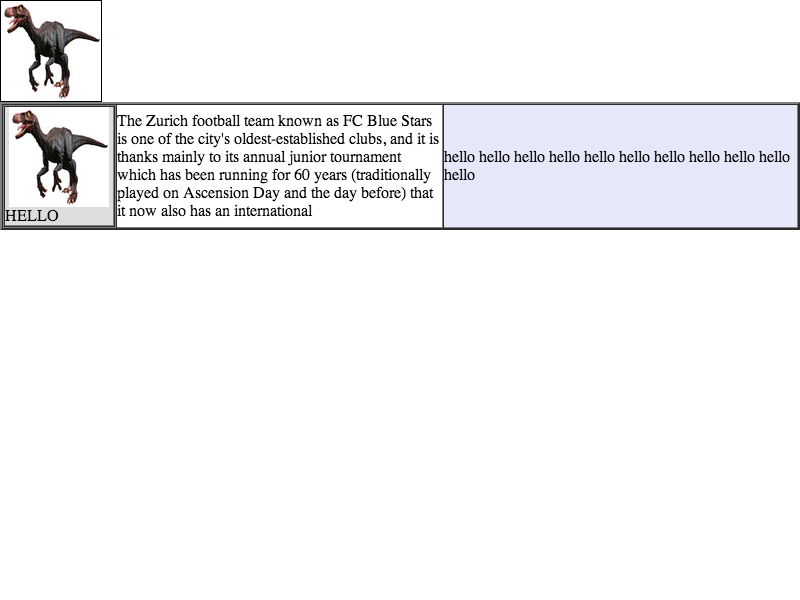 HELLO
The Zurich football team known as FC Blue Stars
is one of the city's oldest-established clubs, and it is
thanks mainly to its annual junior tournament
which has been running for 60 years (traditionally
played on Ascension Day and the day before) that
it now also has an international
hello hello hello hello hello hello hello hello hello hello
hello